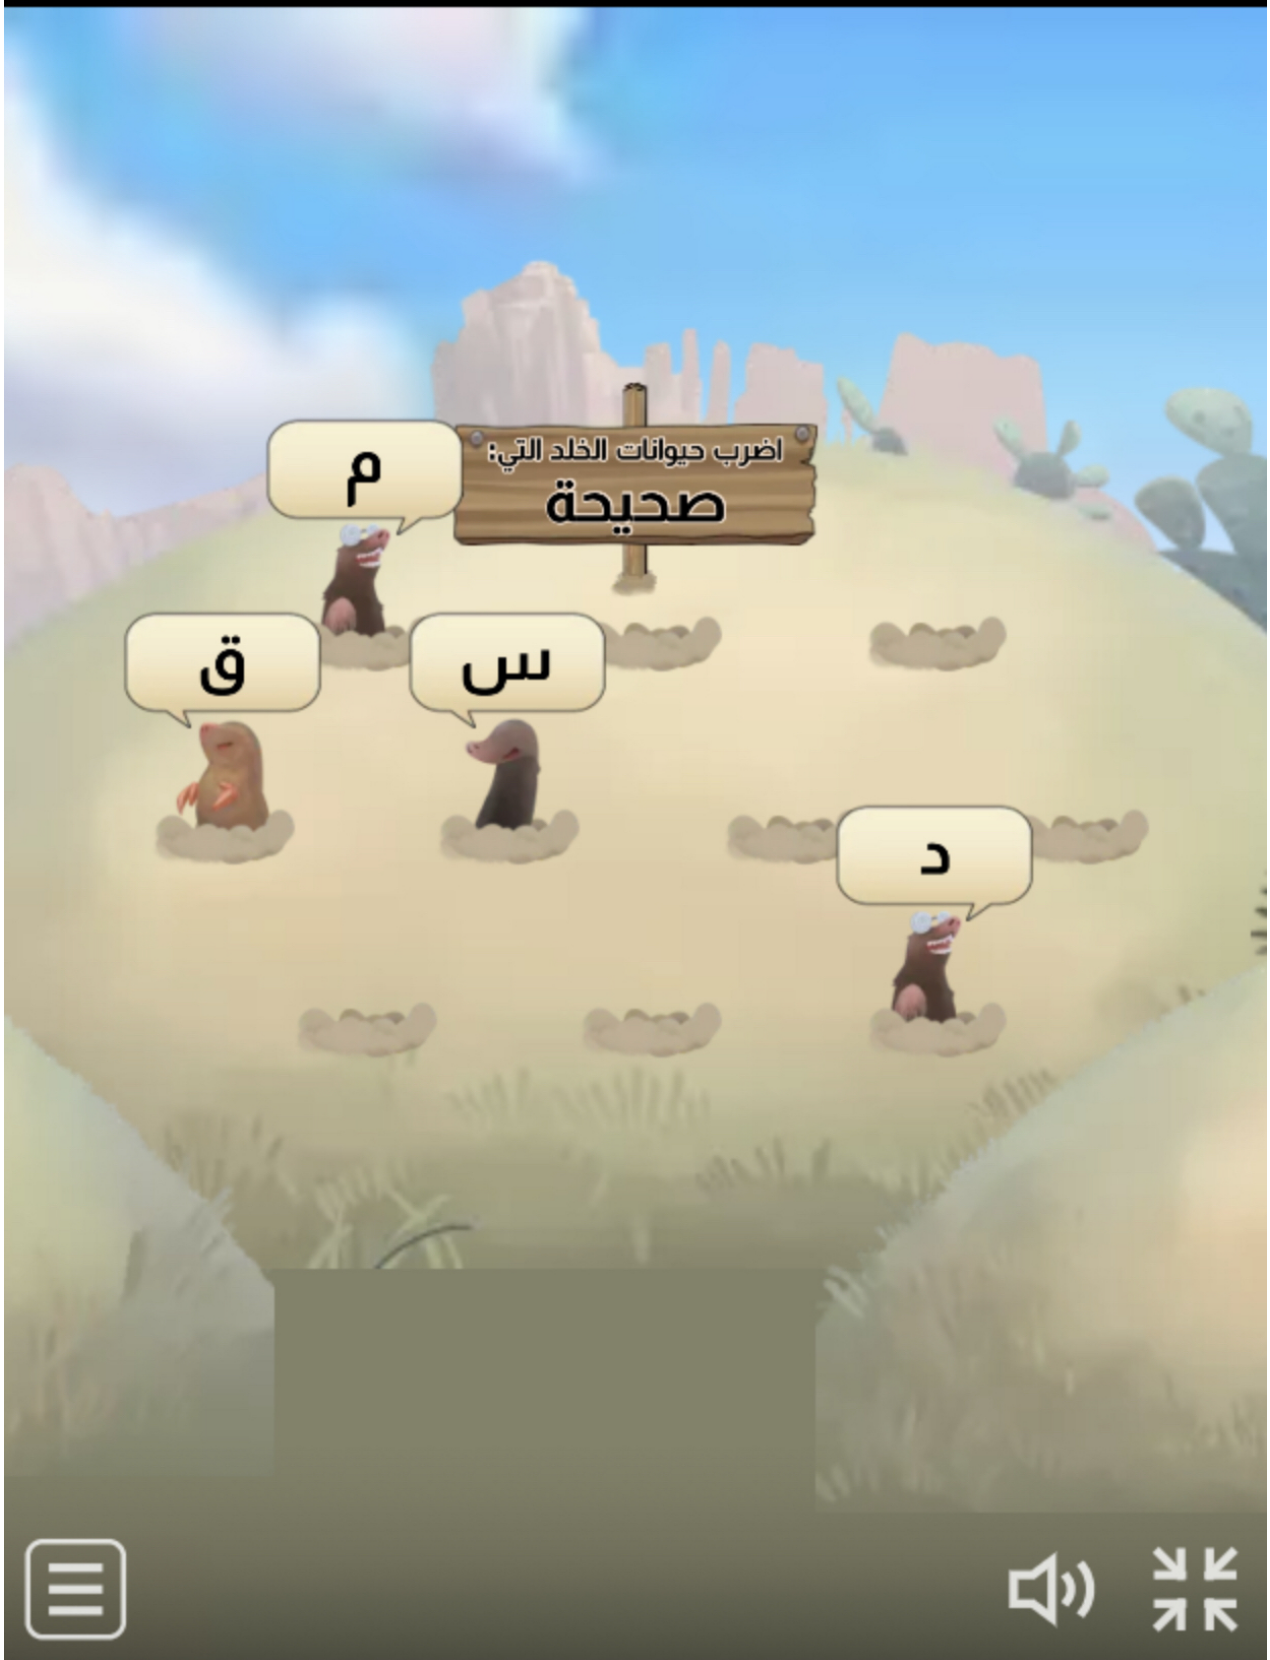 م
اضرب حيوانات الخلد التي:
صحيحة
ق
س
د